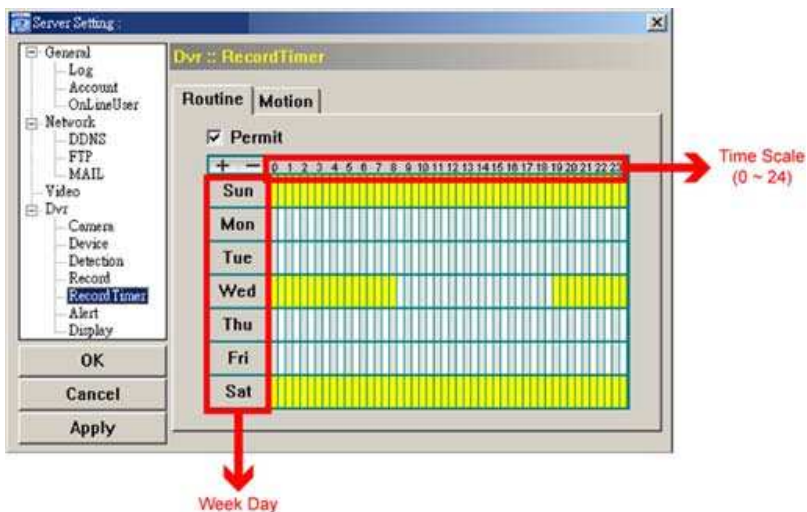 Server Setting :
General
Log
Account
OnLineUser
Network
DDNS
FTP
MAIL
Video
Dvr
Camera
Device
Detection
Record
RecordTimer
Alert
Display
OK
Cancel
Apply
Dvr :: RecordTimer
Routine Motion
Permit
+ − 0 1 2 3 4 5 6 7 8 9 10 11 12 13 14 15 16 17 18 19 20 21 22 23
Sun
Mon
Tue
Wed
Thu
Fri
Sat
Time Scale
(0 ~ 24)
Week Day